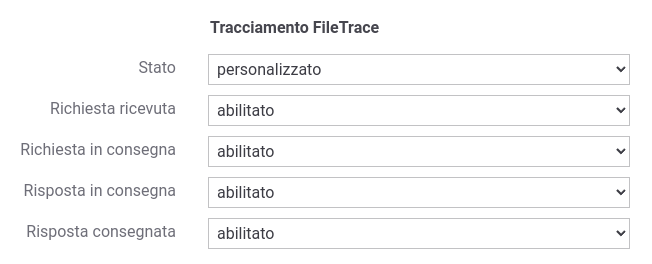 Tracciamento FileTrace
Stato personalizzato
Richiesta ricevuta abilitato
Richiesta in consegna abilitato
Risposta in consegna abilitato
Risposta consegnata abilitato